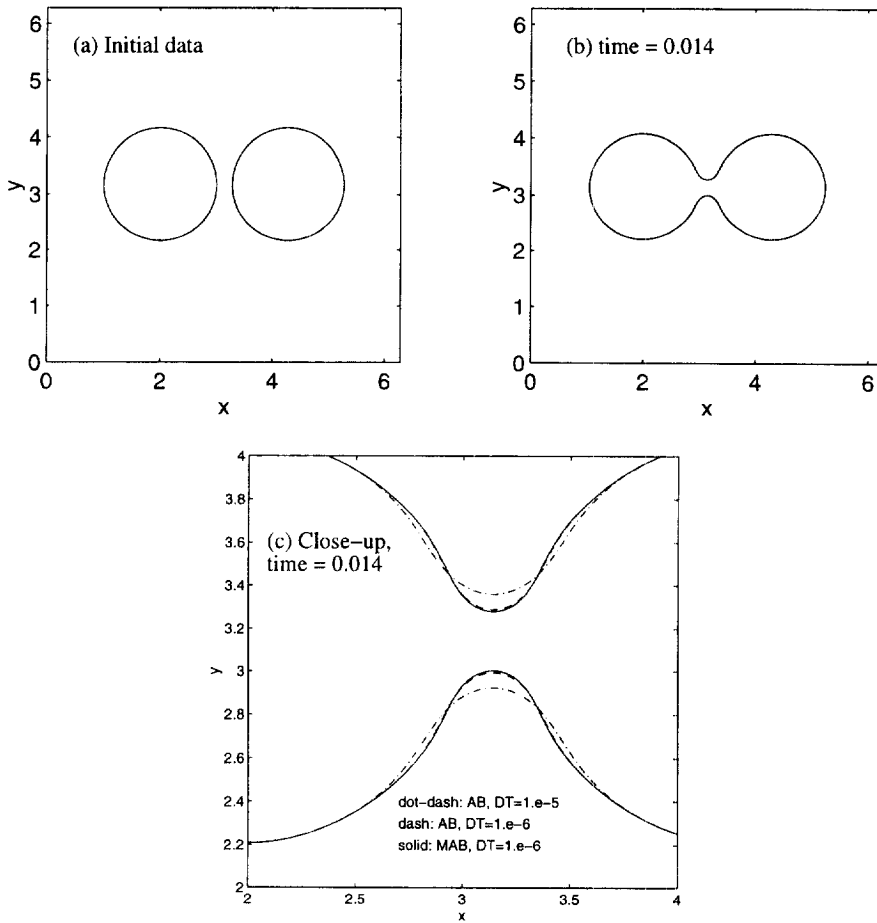 (a) Initial data
6
5
4
3
2
1
0
y
0
2
4
6
x
(b) time = 0.014
6
5
4
3
2
1
0
y
0
2
4
6
x
(c) Close-up,
time = 0.014
4
3.8
3.6
3.4
3.2
3
2.8
2.6
2.4
2.2
2
y
dot-dash: AB, DT=1.e-5
dash: AB, DT=1.e-6
solid: MAB, DT=1.e-6
2
2.5
3
3.5
4
x